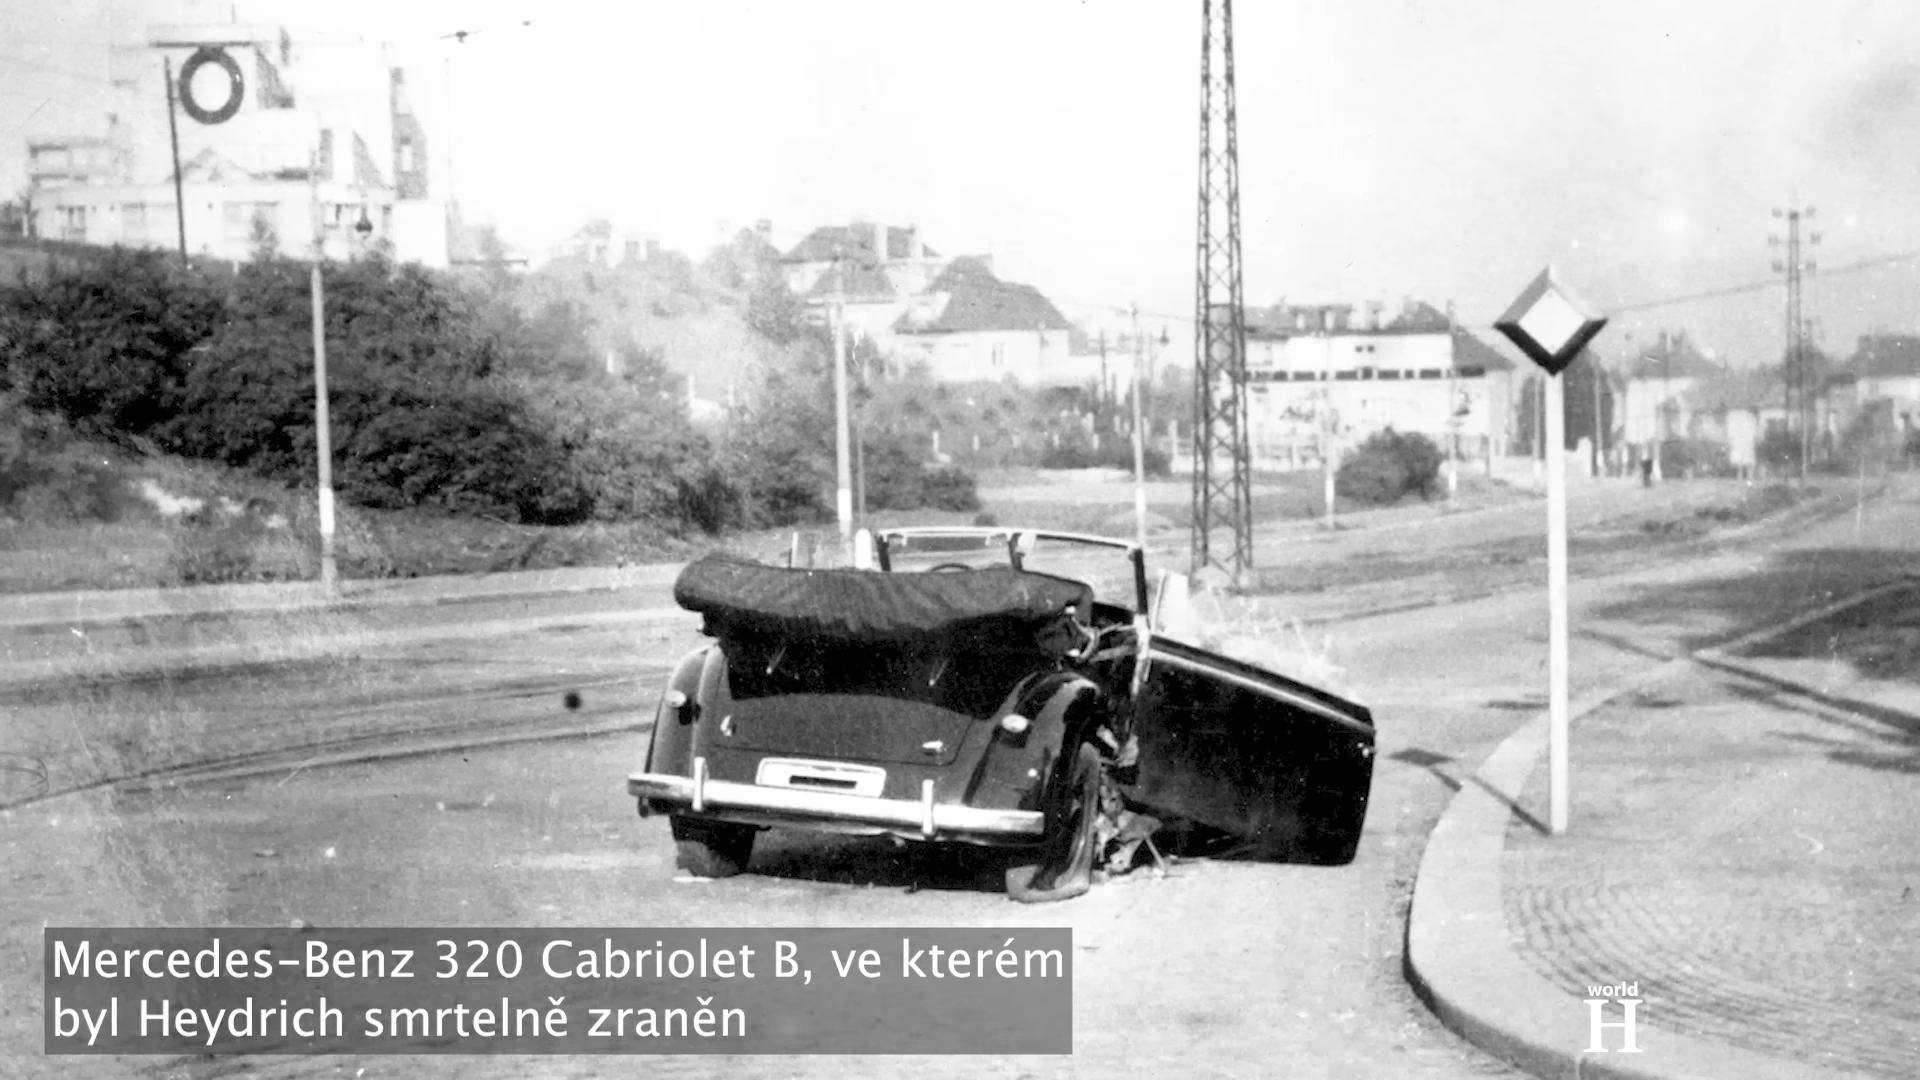 Mercedes-Benz 320 Cabriolet B, ve kterém
byl Heydrich smrtelně zraněn
world
H